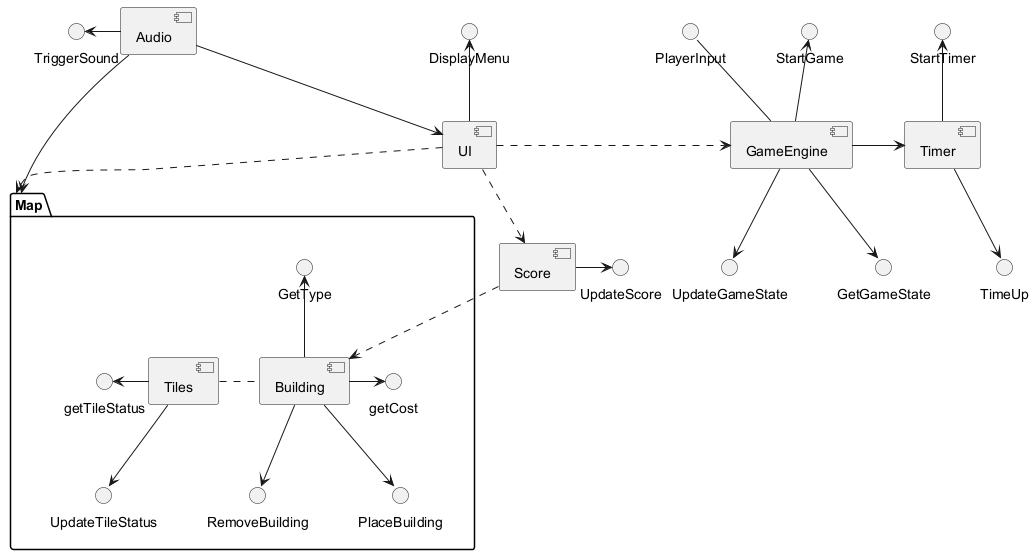 Audio
TriggerSound
DisplayMenu
PlayerInput
StartGame
StartTimer
UI
GameEngine
Timer
Map
Score
UpdateScore
UpdateGameState
GetGameState
TimeUp
GetType
Tiles
Building
getTileStatus
getCost
UpdateTileStatus
RemoveBuilding
PlaceBuilding